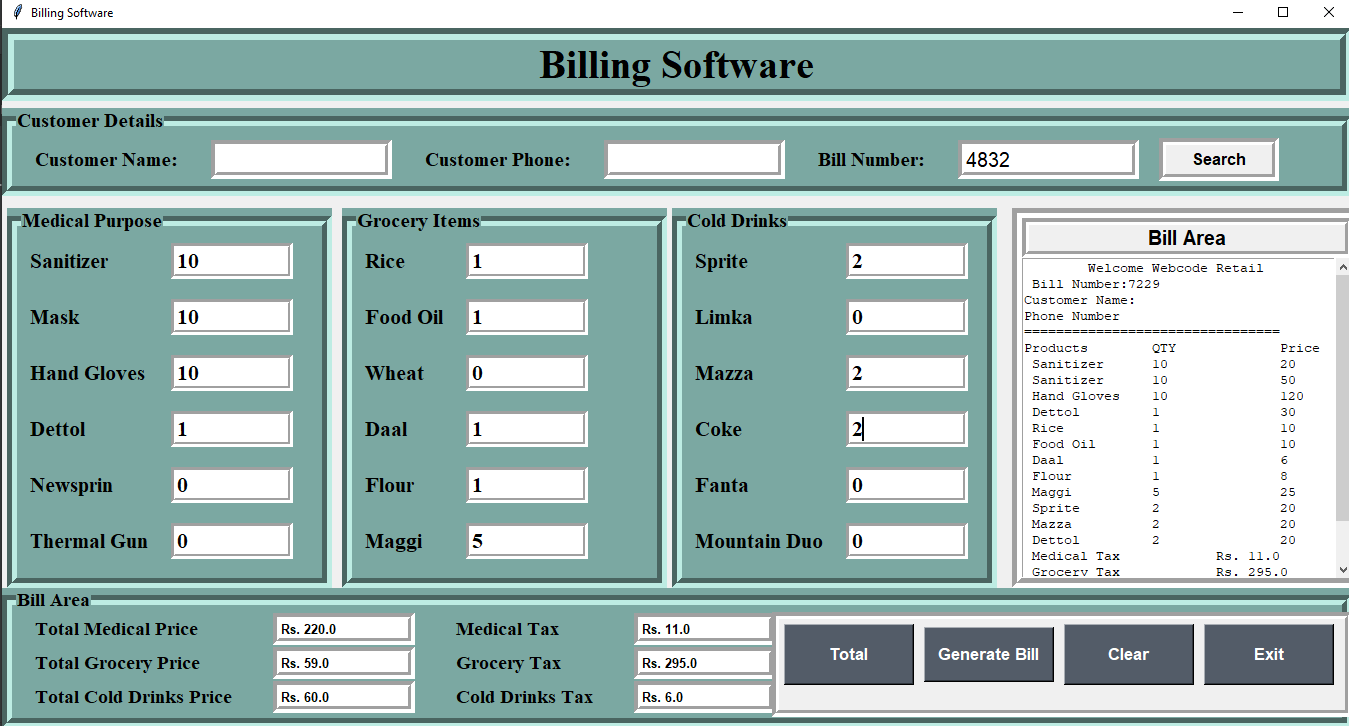 Billing Software
Billing Software
Customer Details
Customer Name: Customer Phone: Bill Number: 4832 Search
Medical Purpose
Sanitizer 10
Mask 10
Hand Gloves 10
Dettol 1
Newsprin 0
Thermal Gun 0
Grocery Items
Rice 1
Food Oil 1
Wheat 0
Daal 1
Flour 1
Maggi 5
Cold Drinks
Sprite 2
Limka 0
Mazza 2
Coke 2
Fanta 0
Mountain Duo 0
Bill Area
Welcome Webcode Retail
Bill Number:7229
Customer Name:
Phone Number
================================
Products QTY Price
Sanitizer 10 20
Sanitizer 10 50
Hand Gloves 10 120
Dettol 1 30
Rice 1 10
Food Oil 1 10
Daal 1 6
Flour 1 8
Maggi 5 25
Sprite 2 20
Mazza 2 20
Dettol 2 20
Medical Tax Rs. 11.0
Grocery Tax Rs. 295.0
Bill Area
Total Medical Price Rs. 220.0 Medical Tax Rs. 11.0
Total Grocery Price Rs. 59.0 Grocery Tax Rs. 295.0
Total Cold Drinks Price Rs. 60.0 Cold Drinks Tax Rs. 6.0
Total Generate Bill Clear Exit